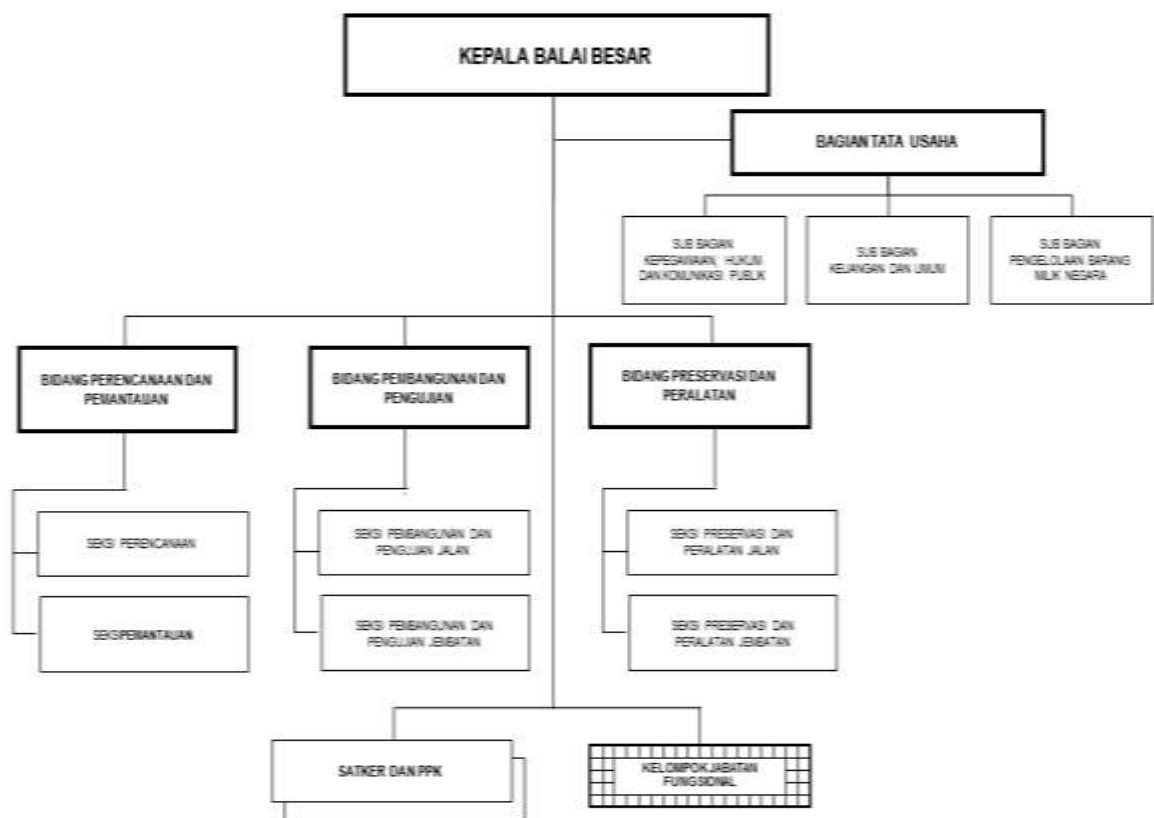 KEPALA BALAI BESAR
BAGIAN TATA USAHA
SUB BAGIAN
KEPEGAWAIAN, HUKUM
DAN KOMUNIKASI PUBLIK
SUB BAGIAN
KEUANGAN DAN UMUM
SUB BAGIAN
PENGELOLAAN BARANG
MILIK NEGARA
BIDANG PERENCANAAN DAN
PEMANTAUAN
BIDANG PEMBANGUNAN DAN
PENGUJIAN
BIDANG PRESERVASI DAN
PERALATAN
SEKSI PERENCANAAN
SEKSI PEMBANGUNAN DAN
PENGUJIAN JALAN
SEKSI PRESERVASI DAN
PERALATAN JALAN
SEKSI PEMANTAUAN
SEKSI PEMBANGUNAN DAN
PENGUJIAN JEMBATAN
SEKSI PRESERVASI DAN
PERALATAN JEMBATAN
SATKER DAN PPK
KELOMPOK JABATAN
FUNGSIONAL